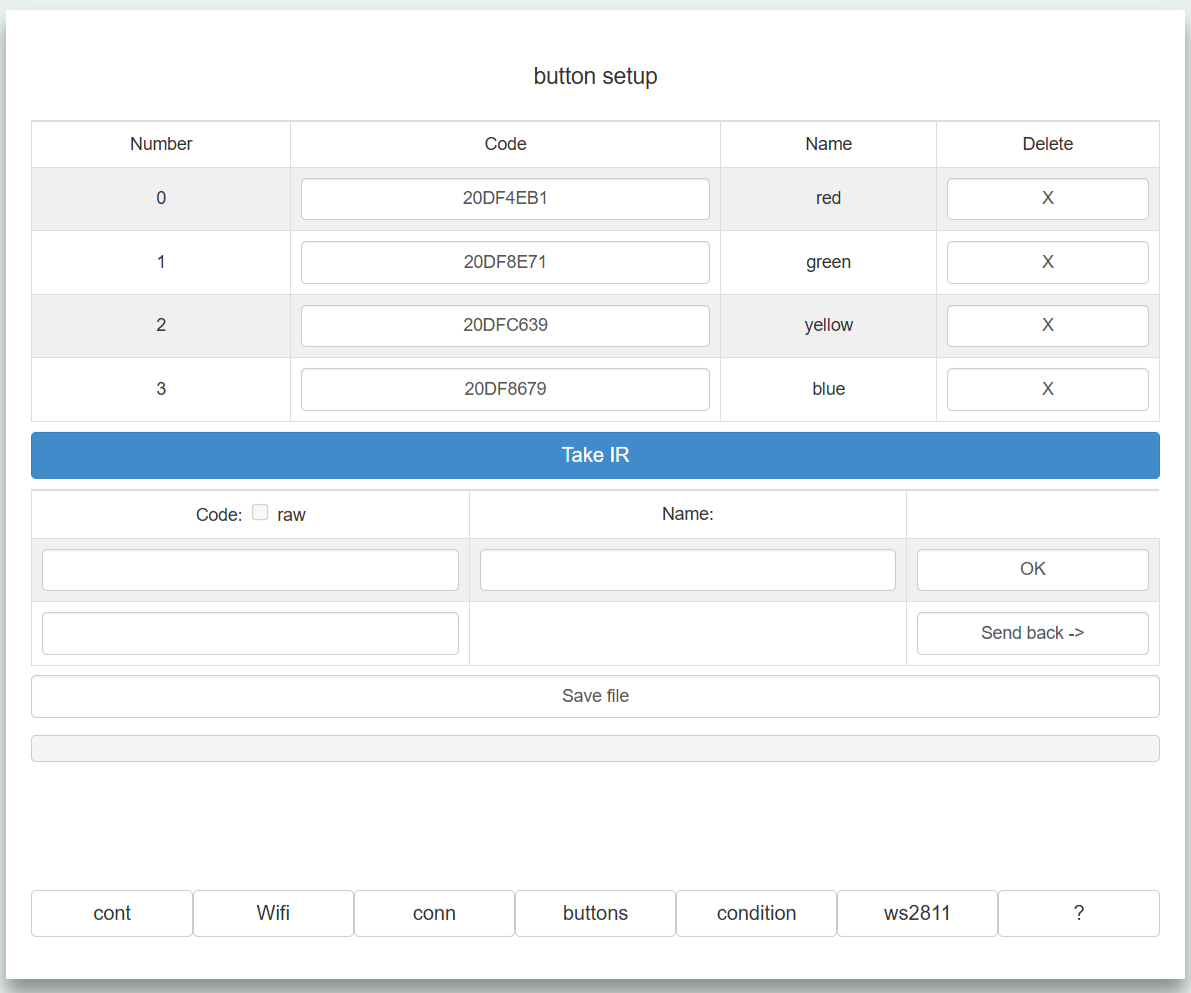 button setup
Number Code Name Delete
0 20DF4EB1 red X
1 20DF8E71 green X
2 20DFC639 yellow X
3 20DF8679 blue X
Take IR
Code: raw Name:
OK
Send back ->
Save file
cont Wifi conn buttons condition ws2811 ?